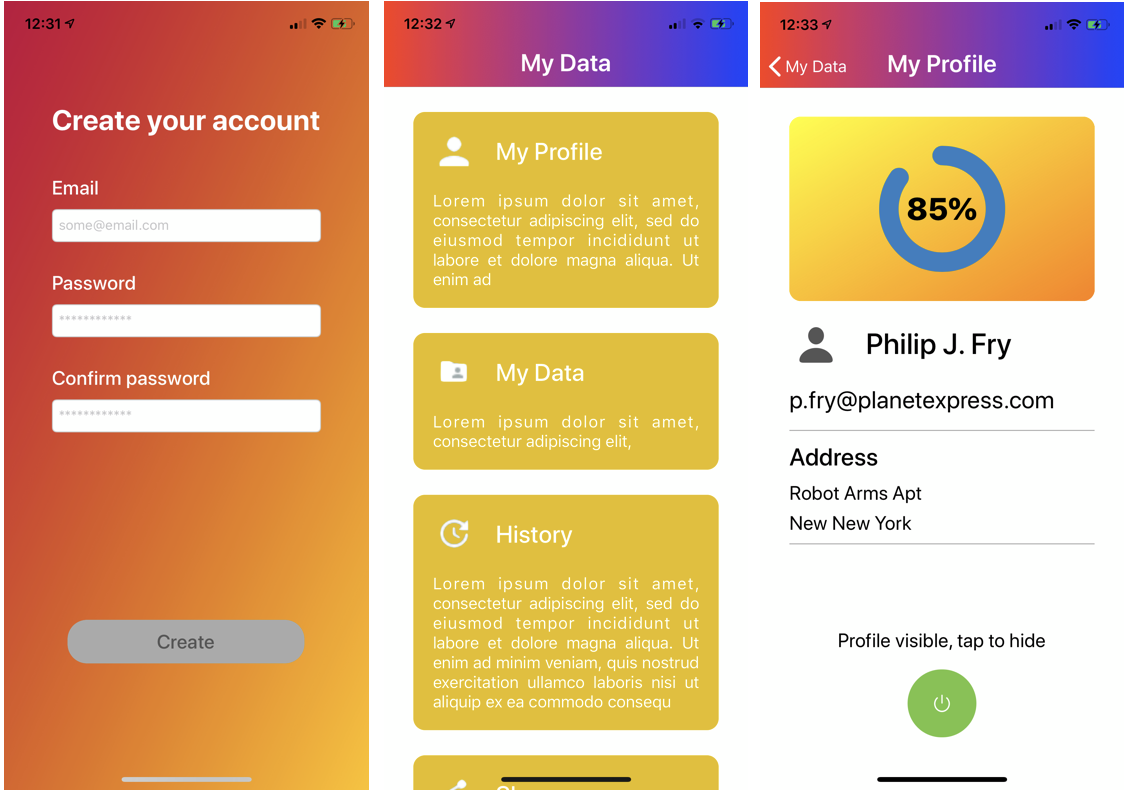 12:31
Create your account
Email
some@email.com
Password
************
Confirm password
************
Create
12:32
My Data
My Profile
Lorem ipsum dolor sit amet,
consectetur adipiscing elit, sed do
eiusmod tempor incididunt ut
labore et dolore magna aliqua. Ut
enim ad
My Data
Lorem ipsum dolor sit amet,
consectetur adipiscing elit,
History
Lorem ipsum dolor sit amet,
consectetur adipiscing elit, sed do
eiusmod tempor incididunt ut
labore et dolore magna aliqua. Ut
enim ad minim veniam, quis nostrud
exercitation ullamco laboris nisi ut
aliquip ex ea commodo consequ
12:33
My Data
My Profile
85%
Philip J. Fry
p.fry@planetexpress.com
Address
Robot Arms Apt
New New York
Profile visible, tap to hide